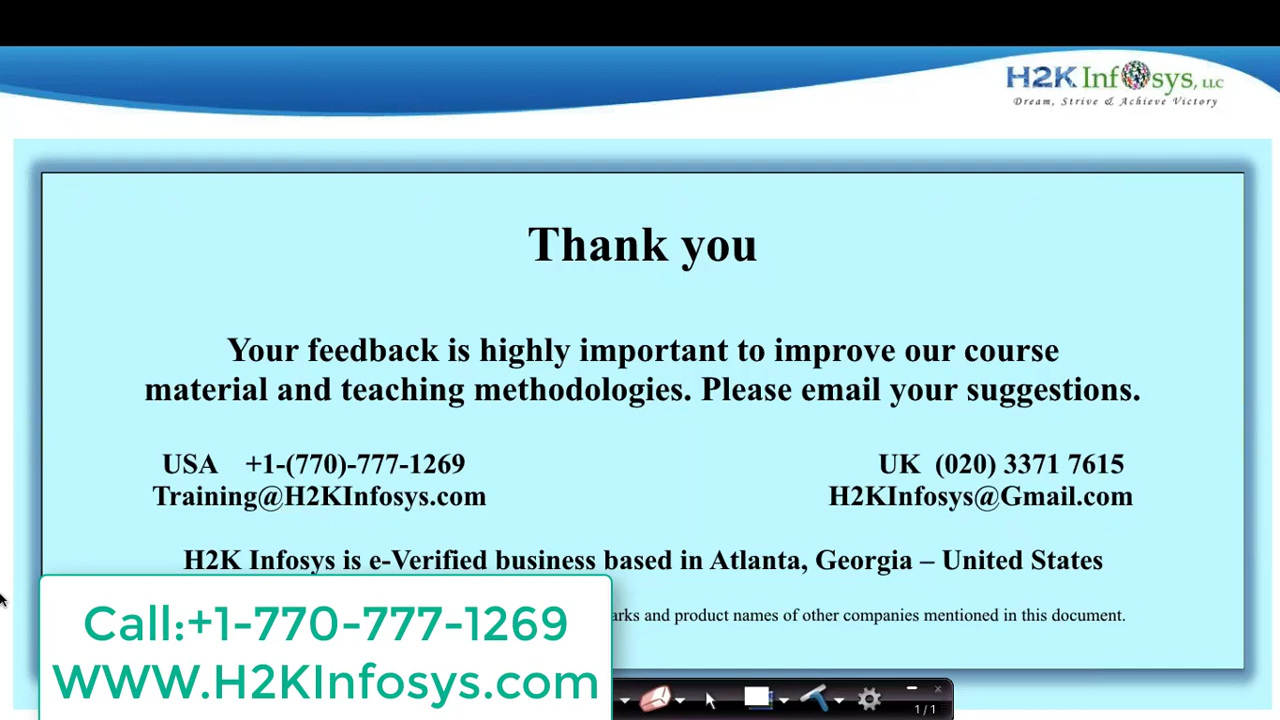 H2K Infosys, LLC
Dream, Strive & Achieve Victory
Thank you
Your feedback is highly important to improve our course
material and teaching methodologies. Please email your suggestions.
USA +1-(770)-777-1269
UK (020) 3371 7615
Training@H2KInfosys.com
H2KInfosys@Gmail.com
H2K Infosys is e-Verified business based in Atlanta, Georgia – United States
and product names of other companies mentioned in this document.
Call:+1-770-777-1269
WWW.H2KInfosys.com
1/1